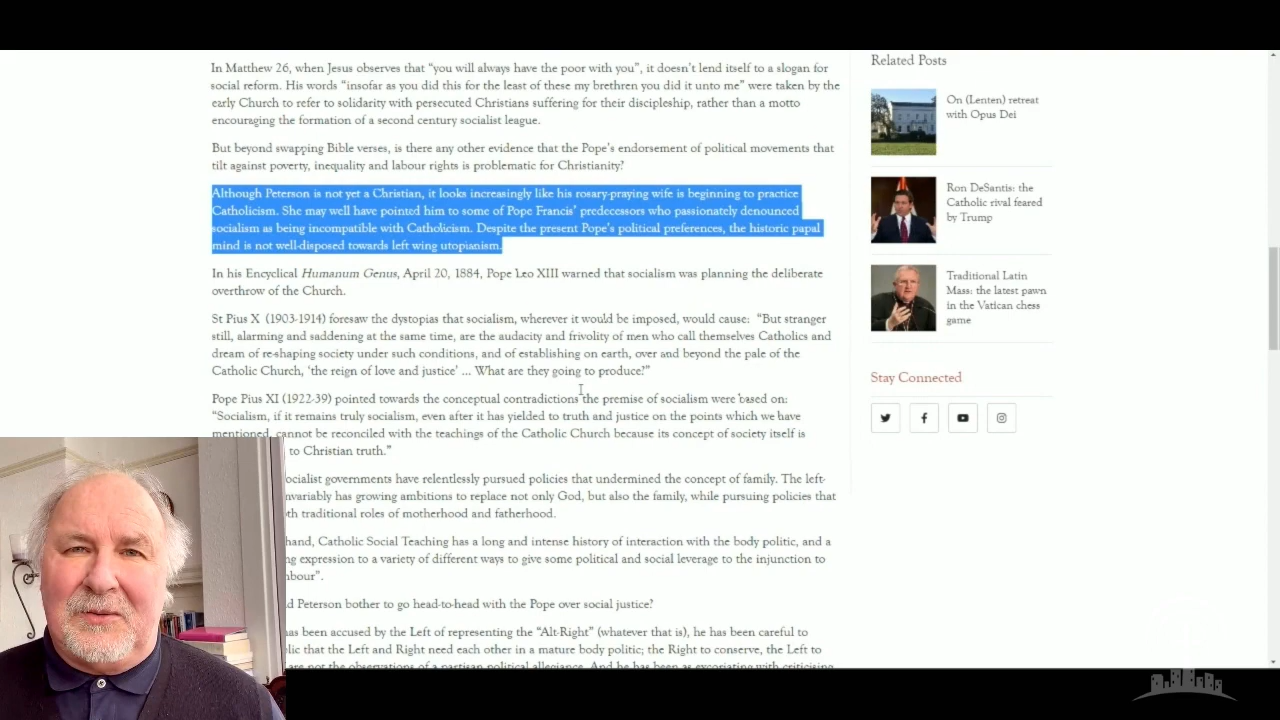 In Matthew 26, when Jesus observes that “you will always have the poor with you”, it doesn’t lend itself to a slogan for
social reform. His words “insofar as you did this for the least of these my brethren you did it unto me” were taken by the
early Church to refer to solidarity with persecuted Christians suffering for their discipleship, rather than a motto
encouraging the formation of a second century socialist league.
But beyond swapping Bible verses, is there any other evidence that the Pope’s endorsement of political movements that
tilt against poverty, inequality and labour rights is problematic for Christianity?
Although Peterson is not yet a Christian, it looks increasingly like his rosary-praying wife is beginning to practice
Catholicism. She may well have pointed him to some of Pope Francis’ predecessors who passionately denounced
socialism as being incompatible with Catholicism. Despite the present Pope’s political preferences, the historic papal
mind is not well-disposed towards left wing utopianism.
In his Encyclical Humanum Genus, April 20, 1884, Pope Leo XIII warned that socialism was planning the deliberate
overthrow of the Church.
St Pius X (1903-1914) foresaw the dystopias that socialism, wherever it would be imposed, would cause: “But stranger
still, alarming and saddening at the same time, are the audacity and frivolity of men who call themselves Catholics and
dream of re-shaping society under such conditions, and of establishing on earth, over and beyond the pale of the
Catholic Church, ‘the reign of love and justice’ ... What are they going to produce?”
Pope Pius XI (1922-39) pointed towards the conceptual contradictions the premise of socialism were based on:
“Socialism, if it remains truly socialism, even after it has yielded to truth and justice on the points which we have
mentioned, cannot be reconciled with the teachings of the Catholic Church because its concept of society itself is
to Christian truth.”
ocialist governments have relentlessly pursued policies that undermined the concept of family. The left-
nvariably has growing ambitions to replace not only God, but also the family, while pursuing policies that
th traditional roles of motherhood and fatherhood.
hand, Catholic Social Teaching has a long and intense history of interaction with the body politic, and a
ng expression to a variety of different ways to give some political and social leverage to the injunction to
hbour”.
d Peterson bother to go head-to-head with the Pope over social justice?
has been accused by the Left of representing the “Alt-Right” (whatever that is), he has been careful to
lic that the Left and Right need each other in a mature body politic; the Right to conserve, the Left to
are not the observations of a partisan political allegiance. And he has been as excoriating with criticising
Related Posts
On (Lenten) retreat
with Opus Dei
Ron DeSantis: the
Catholic rival feared
by Trump
Traditional Latin
Mass: the latest pawn
in the Vatican chess
game
Stay Connected